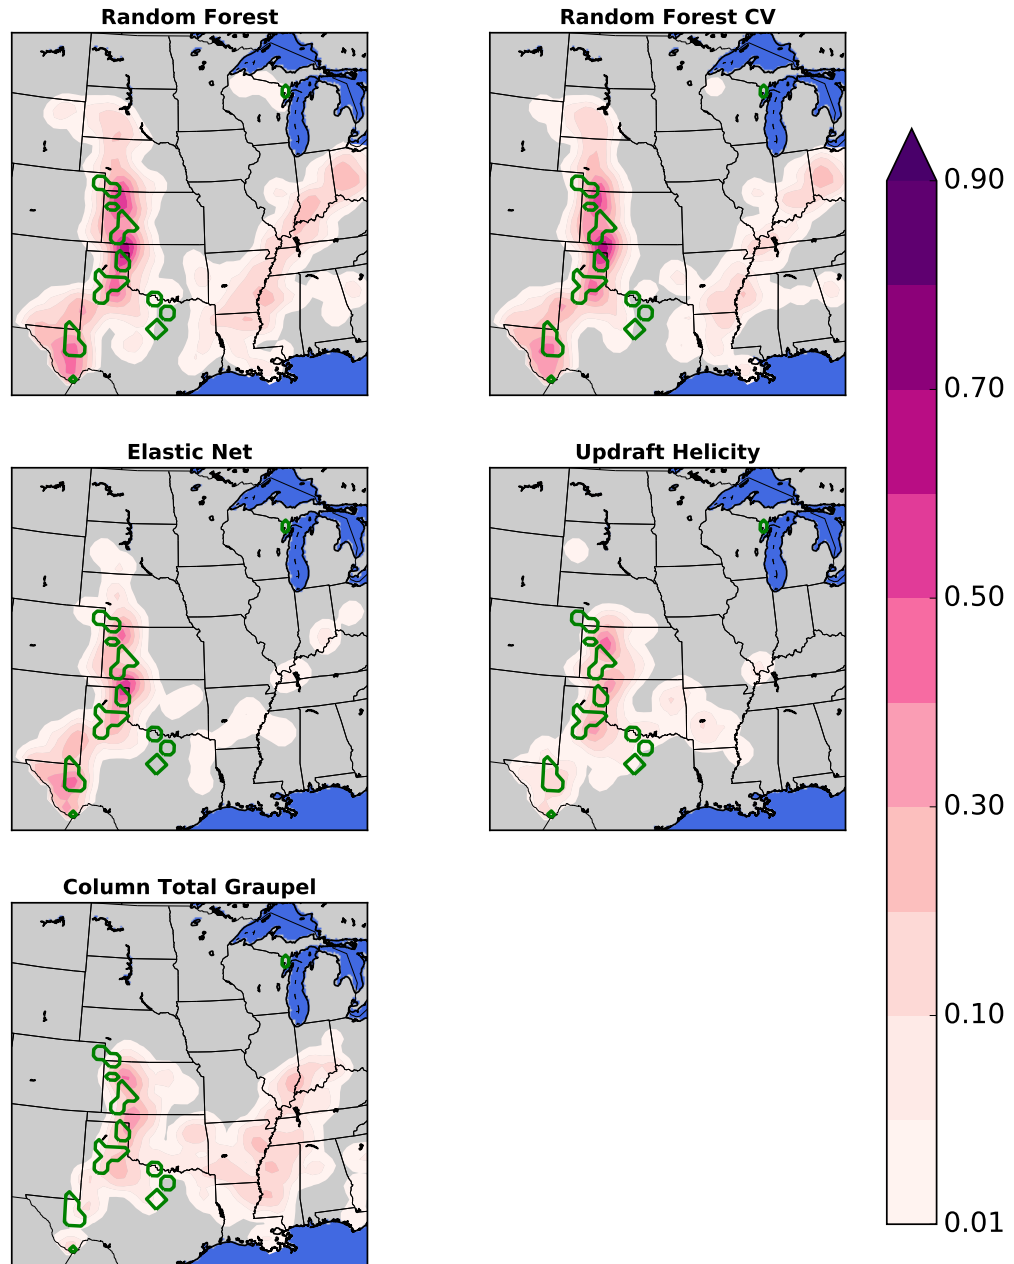 Random Forest
Random Forest CV
0.90
0.70
0.50
0.30
0.10
0.01
Elastic Net
Updraft Helicity
Column Total Graupel